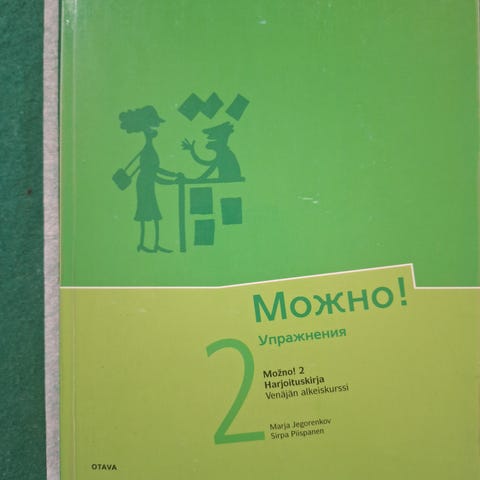 Можно!
Упражнения
2
Možno! 2
Harjoituskirja
Venäjän alkeiskurssi
Marja Jegorenkov
Sirpa Piispanen
OTAVA